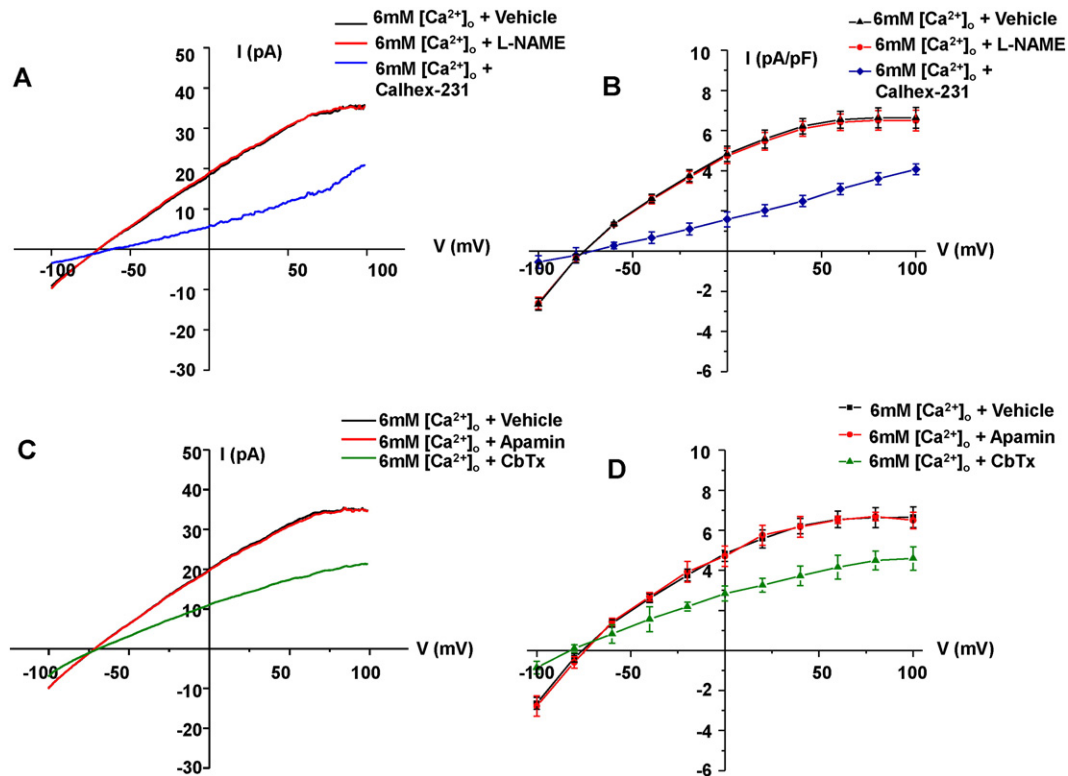 A
I (pA)
6mM [Ca²⁺]ₒ + Vehicle
6mM [Ca²⁺]ₒ + L-NAME
6mM [Ca²⁺]ₒ +
Calhex-231
50
40
30
20
10
-10
-20
-30
-100
-50
50
100
V (mV)
B
I (pA/pF)
6mM [Ca²⁺]ₒ + Vehicle
6mM [Ca²⁺]ₒ + L-NAME
6mM [Ca²⁺]ₒ +
Calhex-231
10
8
6
4
2
-2
-4
-6
-100
-50
50
100
V (mV)
C
I (pA)
6mM [Ca²⁺]ₒ + Vehicle
6mM [Ca²⁺]ₒ + Apamin
6mM [Ca²⁺]ₒ + CbTx
50
40
30
20
10
-10
-20
-30
-100
-50
50
100
V (mV)
D
6mM [Ca²⁺]ₒ + Vehicle
6mM [Ca²⁺]ₒ + Apamin
6mM [Ca²⁺]ₒ + CbTx
10
8
6
4
2
-2
-4
-6
-100
-50
50
100
V (mV)